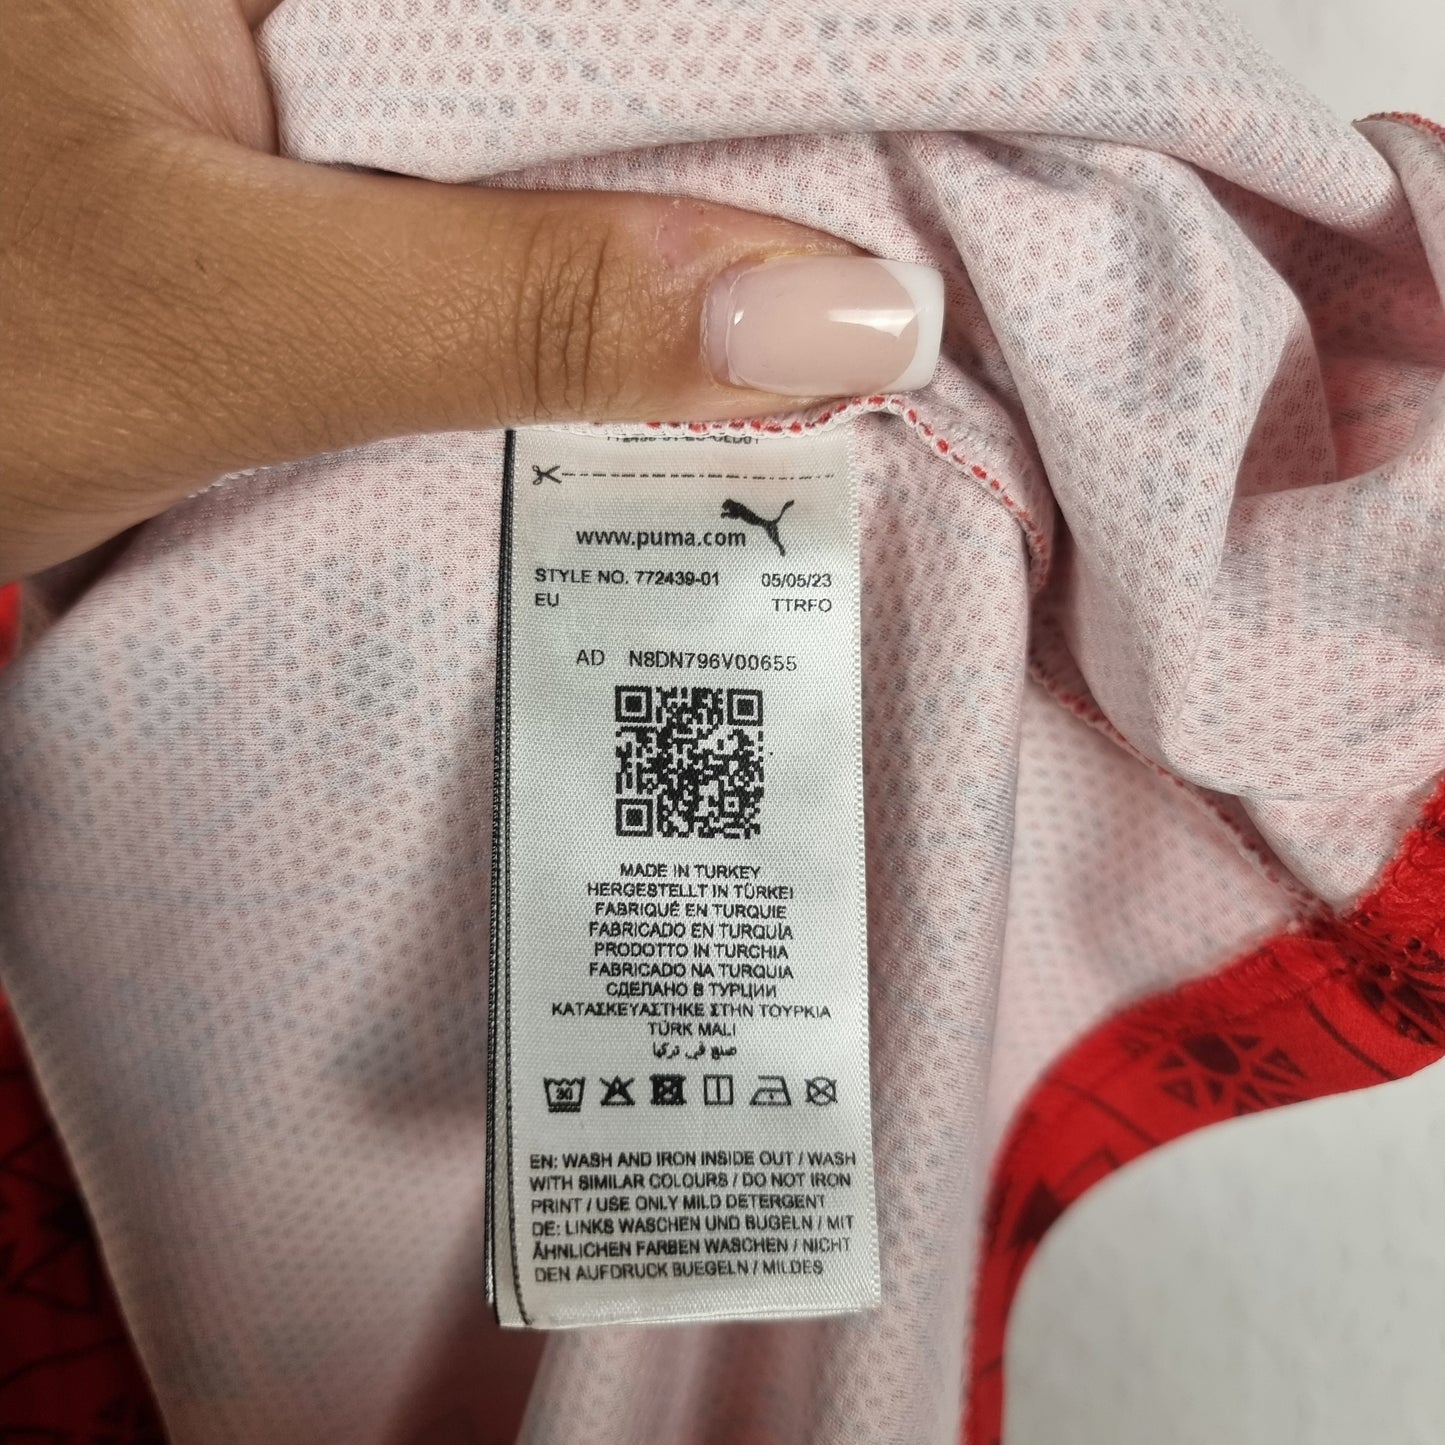 www.puma.com
STYLE NO. 772439-01 05/05/23
EU TTRFO
AD N8DN796V00655
MADE IN TURKEY
HERGESTELLT IN TÜRKEI
FABRIQUÉ EN TURQUIE
FABRICADO EN TURQUÍA
PRODOTTO IN TURCHIA
FABRICADO NA TURQUIA
СДЕЛАНО В ТУРЦИИ
ΚΑΤΑΣΚΕΥΑΣΤΗΚΕ ΣΤΗΝ ΤΟΥΡΚΙΑ
TÜRK MALI
صنع في تركيا
30
EN: WASH AND IRON INSIDE OUT / WASH
WITH SIMILAR COLOURS / DO NOT IRON
PRINT / USE ONLY MILD DETERGENT
DE: LINKS WASCHEN UND BÜGELN / MIT
ÄHNLICHEN FARBEN WASCHEN / NICHT
DEN AUFDRUCK BUEGELN / MILDES